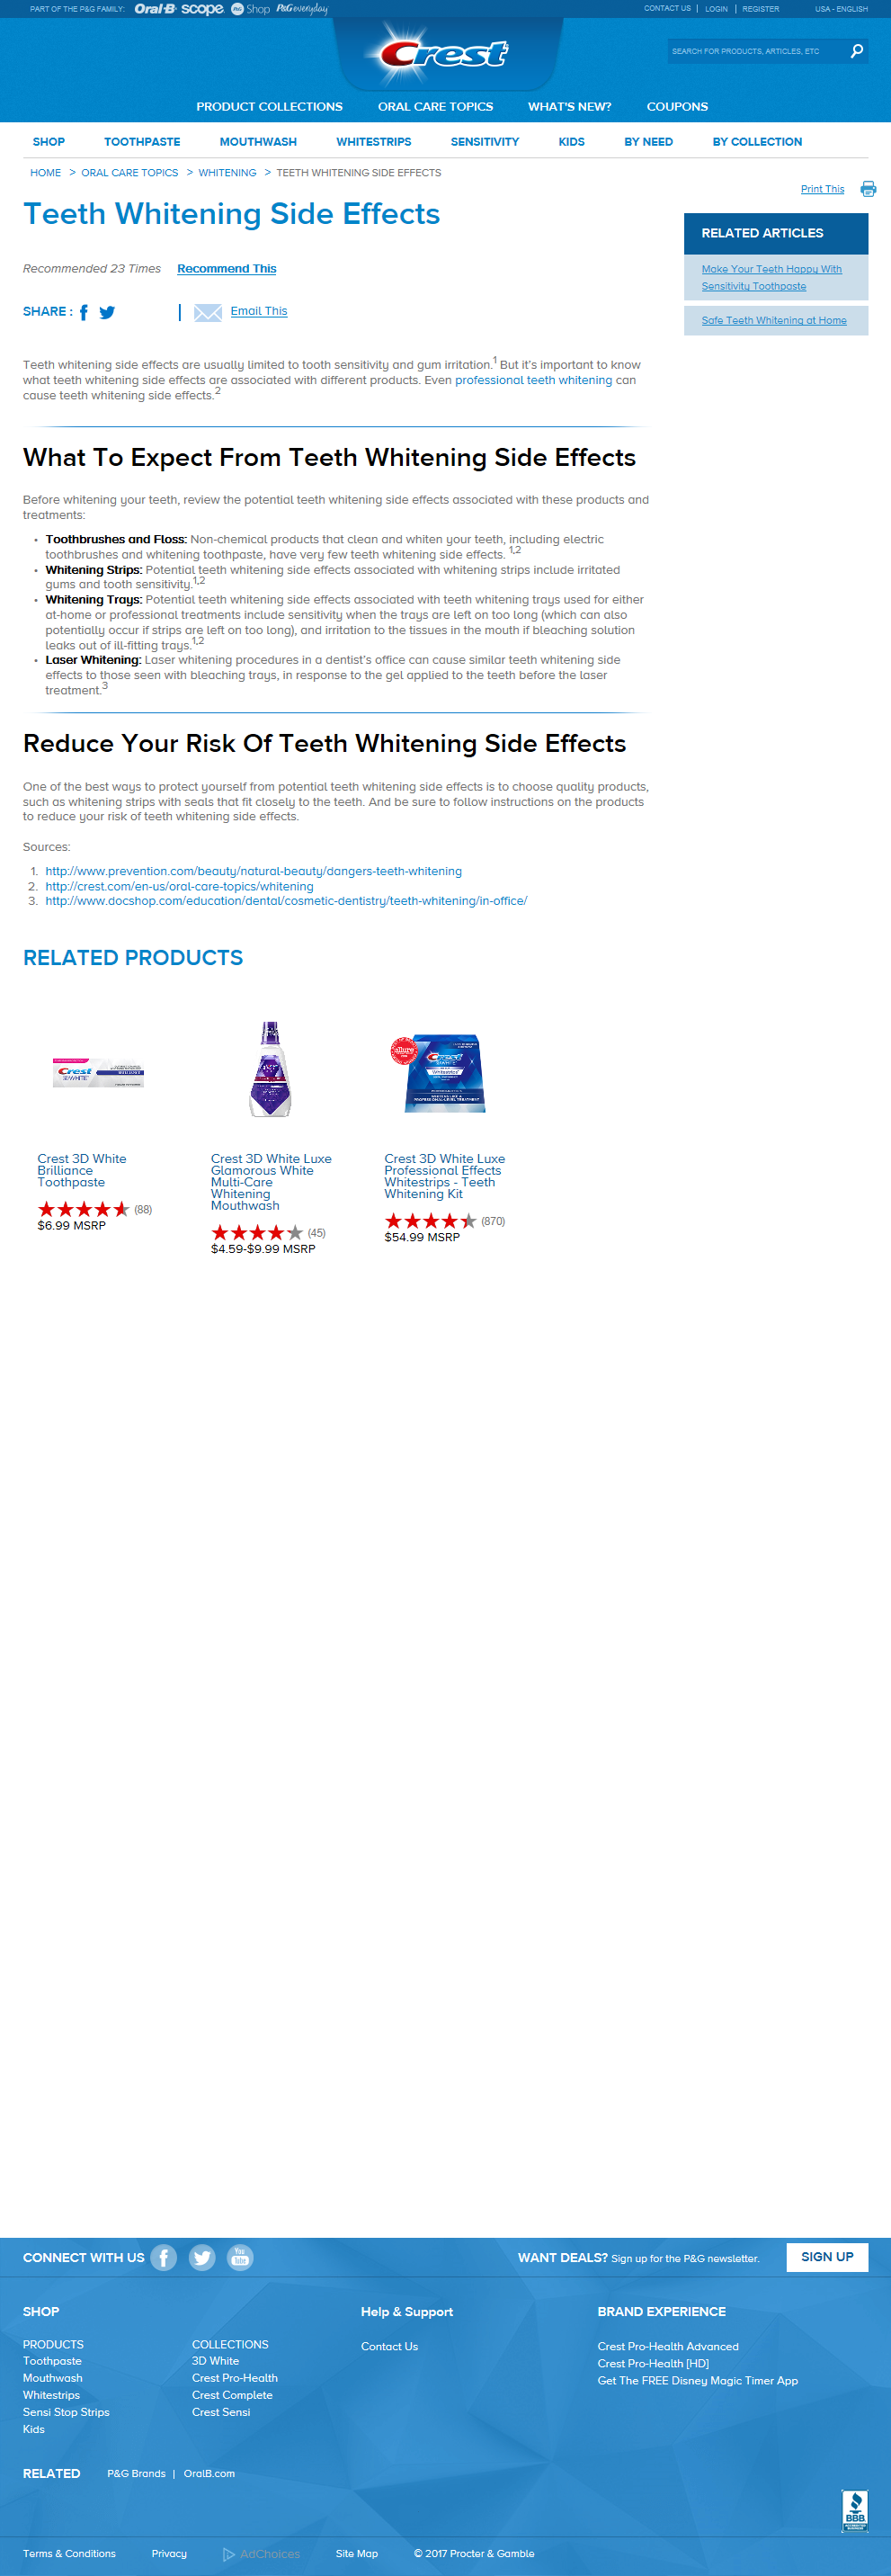 PART OF THE P&G FAMILY: Oral-B scope P&G Shop P&G everyday CONTACT US | LOGIN | REGISTER USA - ENGLISH
Crest
SEARCH FOR PRODUCTS, ARTICLES, ETC
PRODUCT COLLECTIONS ORAL CARE TOPICS WHAT'S NEW? COUPONS
SHOP TOOTHPASTE MOUTHWASH WHITESTRIPS SENSITIVITY KIDS BY NEED BY COLLECTION
HOME > ORAL CARE TOPICS > WHITENING > TEETH WHITENING SIDE EFFECTS
Print This
Teeth Whitening Side Effects
RELATED ARTICLES
Make Your Teeth Happy With
Sensitivity Toothpaste
Safe Teeth Whitening at Home
Recommended 23 Times Recommend This
SHARE : | Email This
Teeth whitening side effects are usually limited to tooth sensitivity and gum irritation.1 But it's important to know
what teeth whitening side effects are associated with different products. Even professional teeth whitening can
cause teeth whitening side effects.2
What To Expect From Teeth Whitening Side Effects
Before whitening your teeth, review the potential teeth whitening side effects associated with these products and
treatments:
• Toothbrushes and Floss: Non-chemical products that clean and whiten your teeth, including electric
toothbrushes and whitening toothpaste, have very few teeth whitening side effects. 1,2
• Whitening Strips: Potential teeth whitening side effects associated with whitening strips include irritated
gums and tooth sensitivity.1,2
• Whitening Trays: Potential teeth whitening side effects associated with teeth whitening trays used for either
at-home or professional treatments include sensitivity when the trays are left on too long (which can also
potentially occur if strips are left on too long), and irritation to the tissues in the mouth if bleaching solution
leaks out of ill-fitting trays.1,2
• Laser Whitening: Laser whitening procedures in a dentist's office can cause similar teeth whitening side
effects to those seen with bleaching trays, in response to the gel applied to the teeth before the laser
treatment.3
Reduce Your Risk Of Teeth Whitening Side Effects
One of the best ways to protect yourself from potential teeth whitening side effects is to choose quality products,
such as whitening strips with seals that fit closely to the teeth. And be sure to follow instructions on the products
to reduce your risk of teeth whitening side effects.
Sources:
1. http://www.prevention.com/beauty/natural-beauty/dangers-teeth-whitening
2. http://crest.com/en-us/oral-care-topics/whitening
3. http://www.docshop.com/education/dental/cosmetic-dentistry/teeth-whitening/in-office/
RELATED PRODUCTS
Crest
allure
Crest
Crest 3D White
Brilliance
Toothpaste
(88)
$6.99 MSRP
Crest 3D White Luxe
Glamorous White
Multi-Care
Whitening
Mouthwash
(45)
$4.59-$9.99 MSRP
Crest 3D White Luxe
Professional Effects
Whitestrips - Teeth
Whitening Kit
(870)
$54.99 MSRP
CONNECT WITH US You Tube WANT DEALS? Sign up for the P&G newsletter. SIGN UP
SHOP
PRODUCTS
Toothpaste
Mouthwash
Whitestrips
Sensi Stop Strips
Kids
COLLECTIONS
3D White
Crest Pro-Health
Crest Complete
Crest Sensi
Help & Support
Contact Us
BRAND EXPERIENCE
Crest Pro-Health Advanced
Crest Pro-Health [HD]
Get The FREE Disney Magic Timer App
RELATED P&G Brands | OralB.com
BBB
Terms & Conditions Privacy AdChoices Site Map © 2017 Procter & Gamble